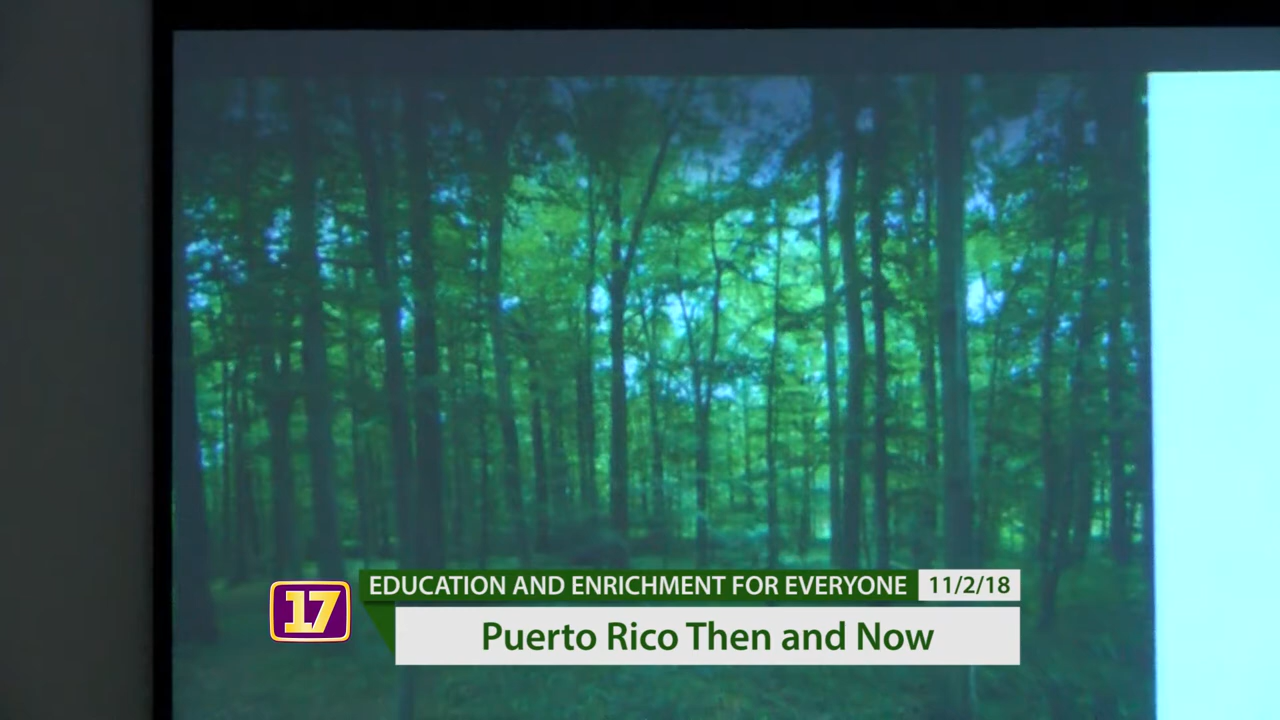 17
EDUCATION AND ENRICHMENT FOR EVERYONE 11/2/18
Puerto Rico Then and Now